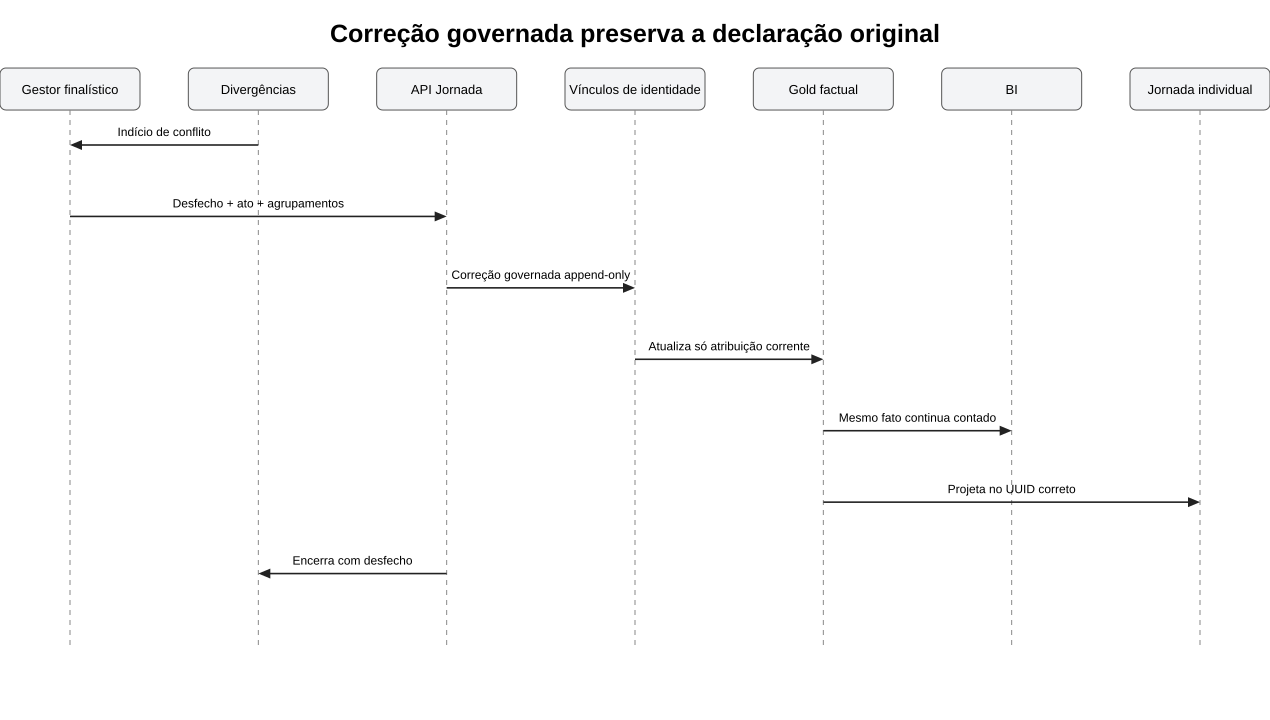 Correção governada preserva a declaração original
Gestor finalístico
Divergências
API Jornada
Vínculos de identidade
Gold factual
BI
Jornada individual
Indício de conflito
Desfecho + ato + agrupamentos
Correção governada append-only
Atualiza só atribuição corrente
Mesmo fato continua contado
Projeta no UUID correto
Encerra com desfecho